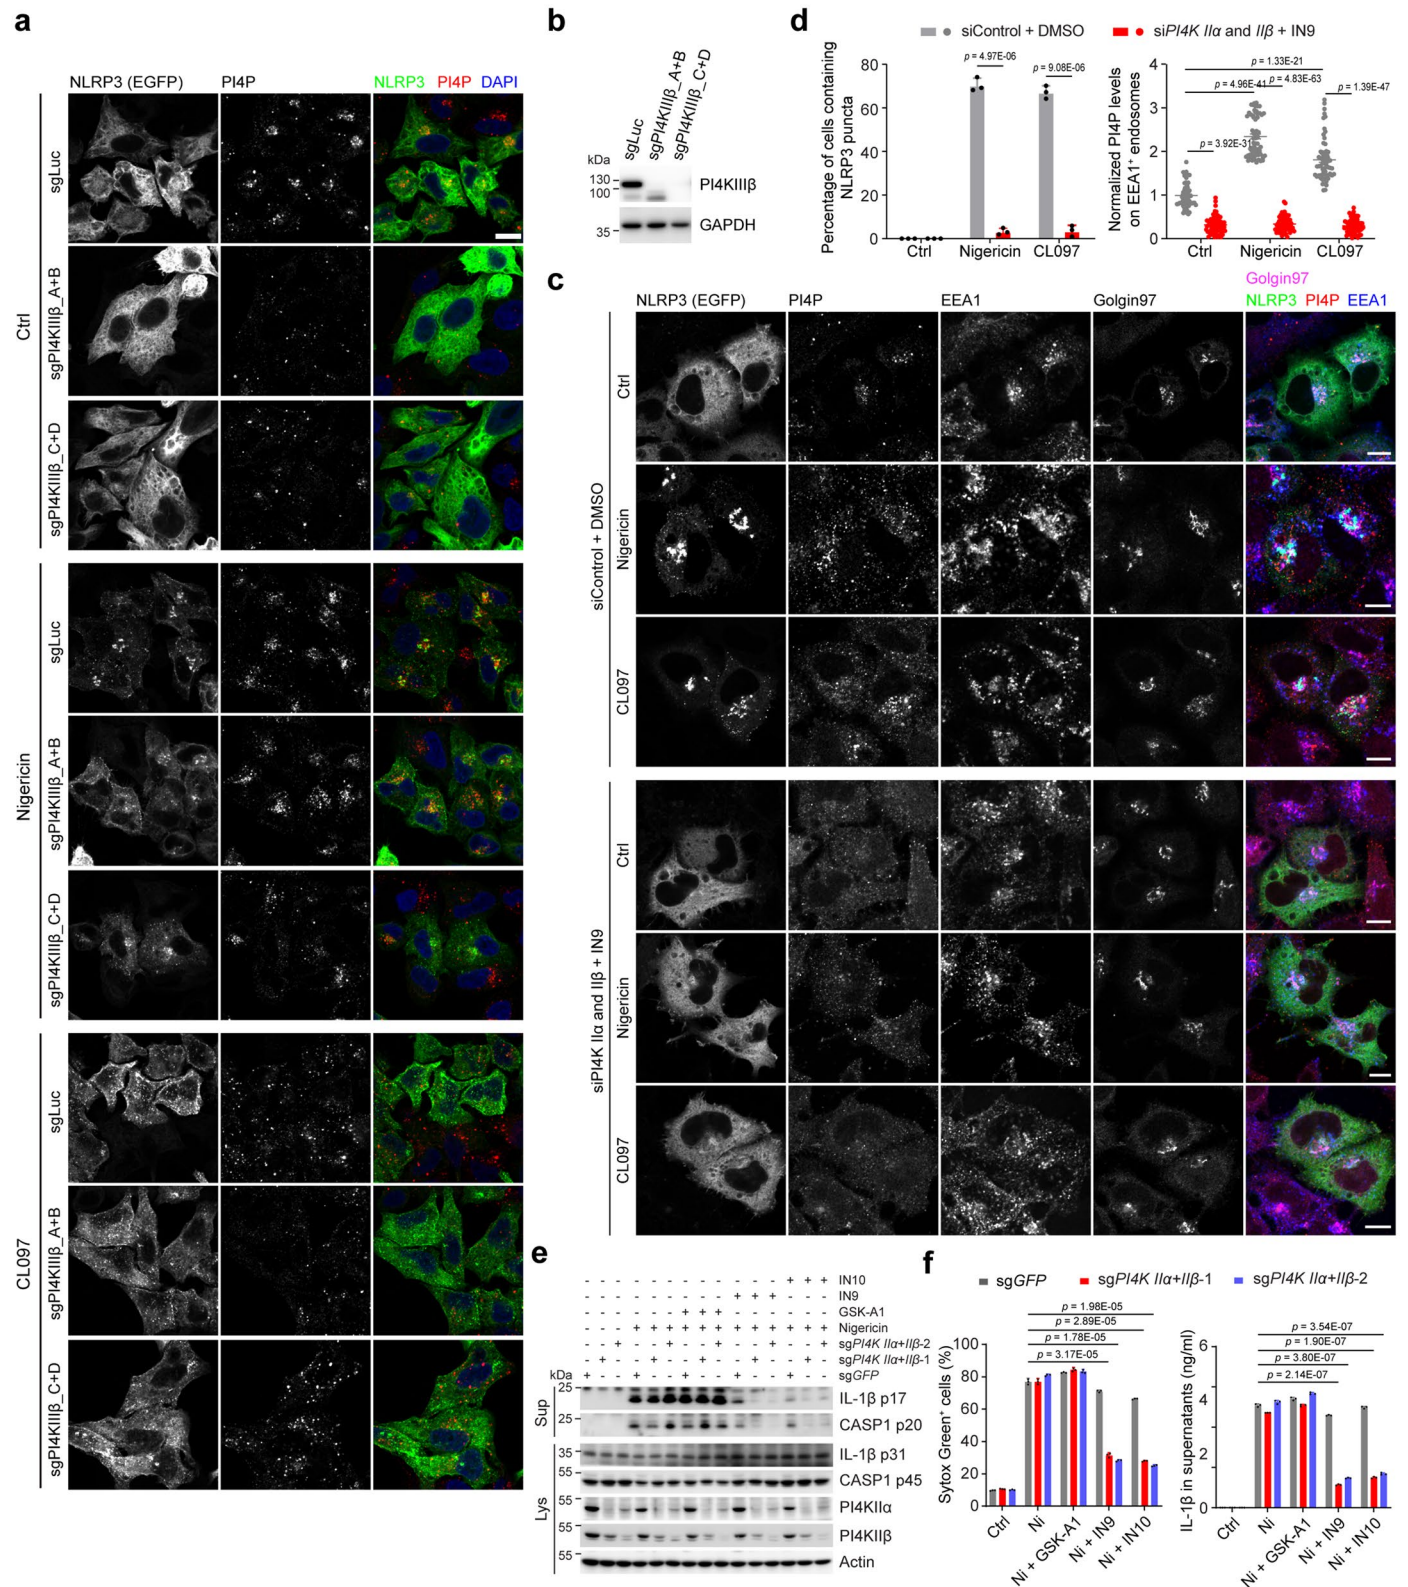 a
NLRP3 (EGFP) PI4P NLRP3 PI4P DAPI
Ctrl
sgLuc
sgPI4KIIIβ_A+B
sgPI4KIIIβ_C+D
Nigericin
sgLuc
sgPI4KIIIβ_A+B
sgPI4KIIIβ_C+D
CL097
sgLuc
sgPI4KIIIβ_A+B
sgPI4KIIIβ_C+D
b
sgLuc
sgPI4KIIIβ_A+B
sgPI4KIIIβ_C+D
kDa
130
100
PI4KIIIβ
35
GAPDH
c
Golgin97
NLRP3 (EGFP) PI4P EEA1 Golgin97 NLRP3 PI4P EEA1
siControl + DMSO
Ctrl
Nigericin
CL097
siPI4K IIα and IIβ + IN9
Ctrl
Nigericin
CL097
d
siControl + DMSO siPI4K IIα and IIβ + IN9
Percentage of cells containing
NLRP3 puncta
80
60
40
20
0
p = 4.97E-06
p = 9.08E-06
Ctrl Nigericin CL097
Normalized PI4P levels
on EEA1+ endosomes
4
3
2
1
0
p = 1.33E-21
p = 4.96E-41
p = 4.83E-63
p = 1.39E-47
p = 3.92E-31
Ctrl Nigericin CL097
e
- - - - - - - - - - - - - + + + IN10
- - - - - - - - - + + + - - - IN9
- - - - - - + + + - - - - - - GSK-A1
- - - + + + + + + + + + + + + Nigericin
- - + - - + - - + - - + - - + sgPI4K IIα+IIβ-2
- + - - + - - + - - + - - + - sgPI4K IIα+IIβ-1
+ - - + - - + - - + - - + - - sgGFP
kDa
Sup
25
IL-1β p17
25
CASP1 p20
Lys
35
IL-1β p31
55
CASP1 p45
55
PI4KIIα
55
PI4KIIβ
55
Actin
f
sgGFP sgPI4K IIα+IIβ-1 sgPI4K IIα+IIβ-2
Sytox Green+ cells (%)
100
80
60
40
20
0
p = 1.98E-05
p = 2.89E-05
p = 1.78E-05
p = 3.17E-05
Ctrl
Ni
Ni + GSK-A1
Ni + IN9
Ni + IN10
IL-1β in supernatants (ng/ml)
6
4
2
0
p = 3.54E-07
p = 1.90E-07
p = 3.80E-07
p = 2.14E-07
Ctrl
Ni
Ni + GSK-A1
Ni + IN9
Ni + IN10